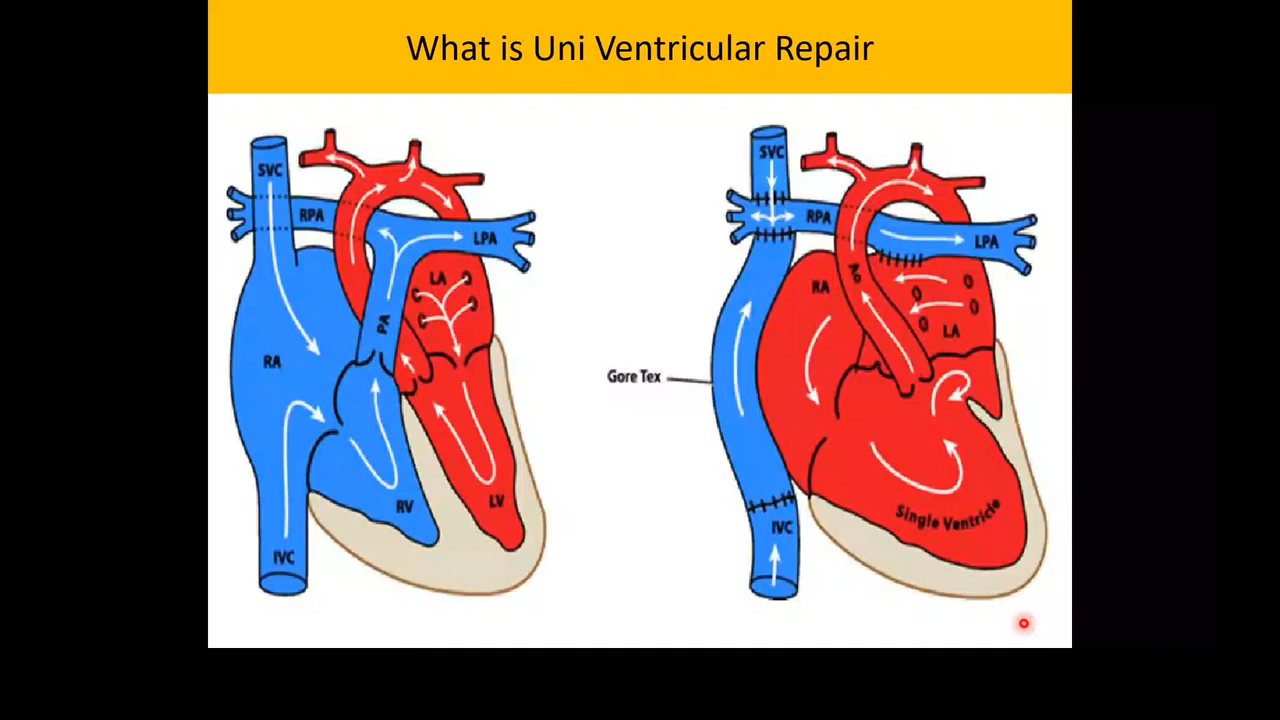 What is Uni Ventricular Repair
SVC
RPA
LPA
LA
PA
RA
RV
LV
IVC
SVC
RPA
LPA
RA
Ao
LA
Gore Tex
Single Ventricle
IVC